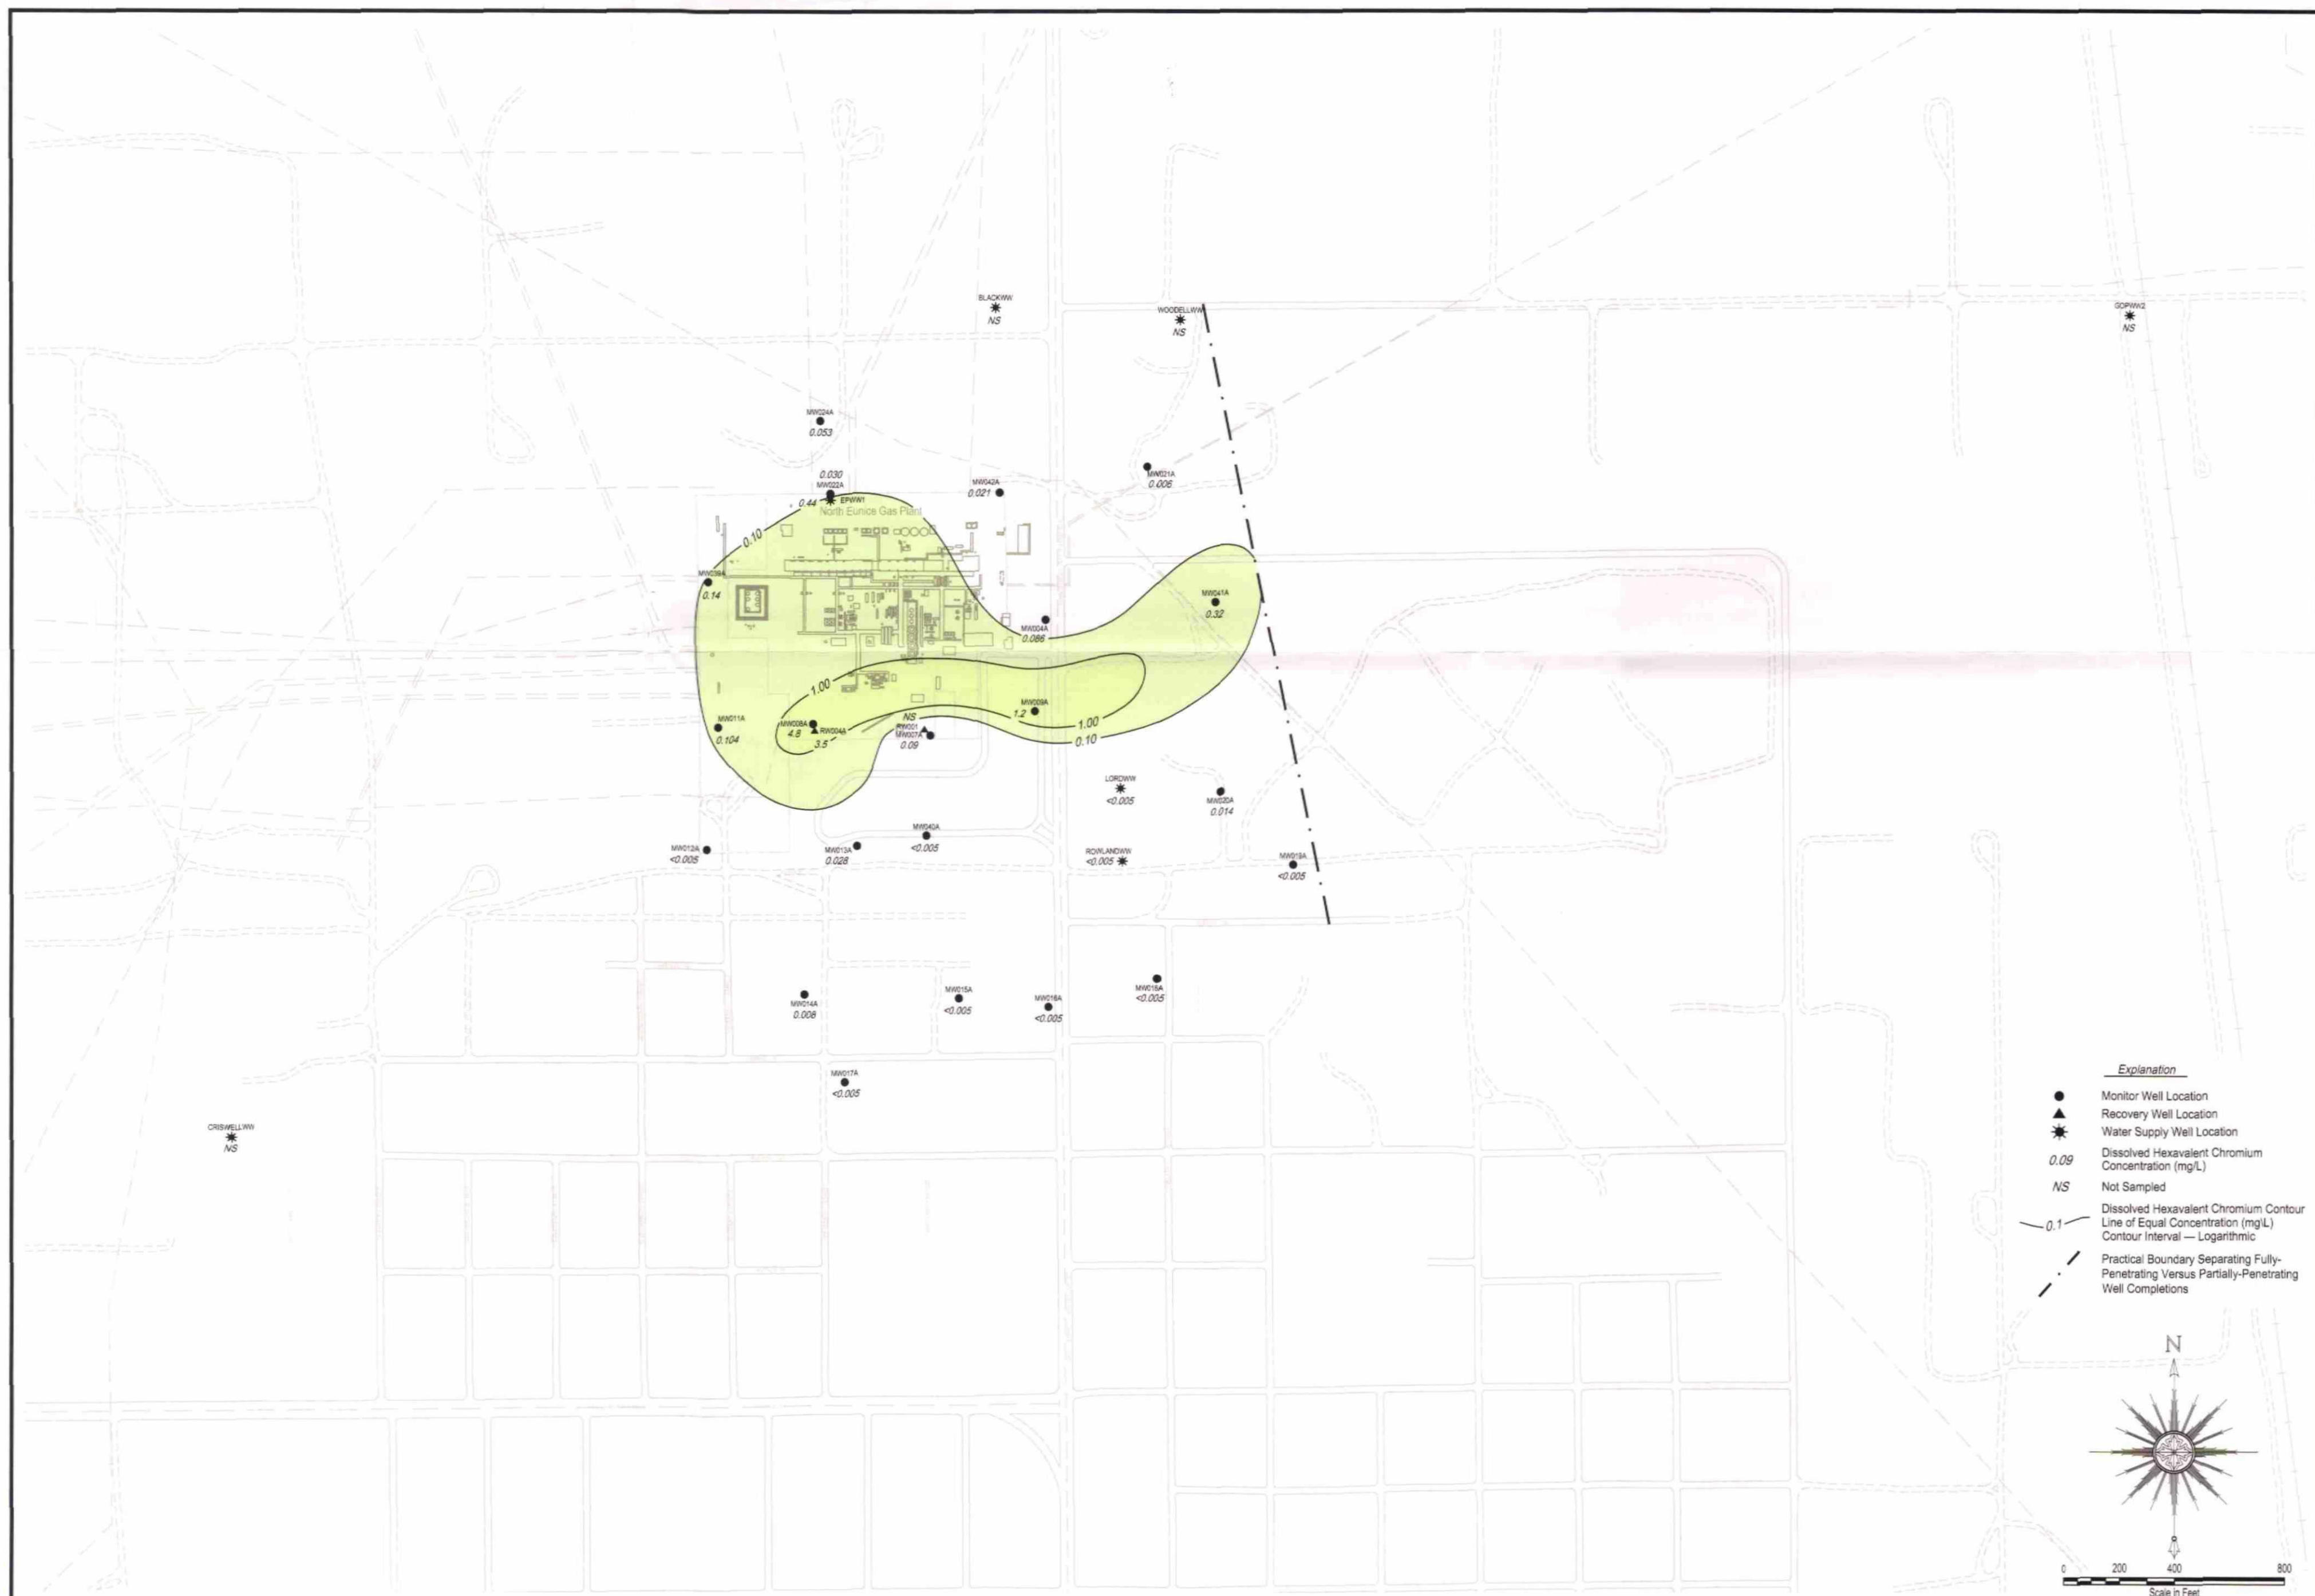 BLACKWW
NS
WOODELLWW
NS
GOPWW2
NS
MW024A
0.053
0.030
MW022A
0.44
EPWW1
North Eunice Gas Plant
MW042A
0.021
MW021A
0.006
0.10
MW039A
0.14
MW041A
0.32
MW004A
0.086
1.00
MW011A
0.104
MW008A
4.8
RW004A
3.5
NS
RW001
MW007A
0.09
MW009A
1.2
1.00
0.10
LORDWW
<0.005
MW020A
0.014
MW040A
<0.005
MW012A
<0.005
MW013A
0.028
ROWLANDWW
<0.005
MW019A
<0.005
MW014A
0.008
MW015A
<0.005
MW016A
<0.005
MW018A
<0.005
MW017A
<0.005
CRISWELLWW
NS
Explanation
Monitor Well Location
Recovery Well Location
Water Supply Well Location
0.09
Dissolved Hexavalent Chromium
Concentration (mg/L)
NS
Not Sampled
0.1
Dissolved Hexavalent Chromium Contour
Line of Equal Concentration (mg\L)
Contour Interval — Logarithmic
Practical Boundary Separating Fully-
Penetrating Versus Partially-Penetrating
Well Completions
N
0 200 400 800
Scale in Feet